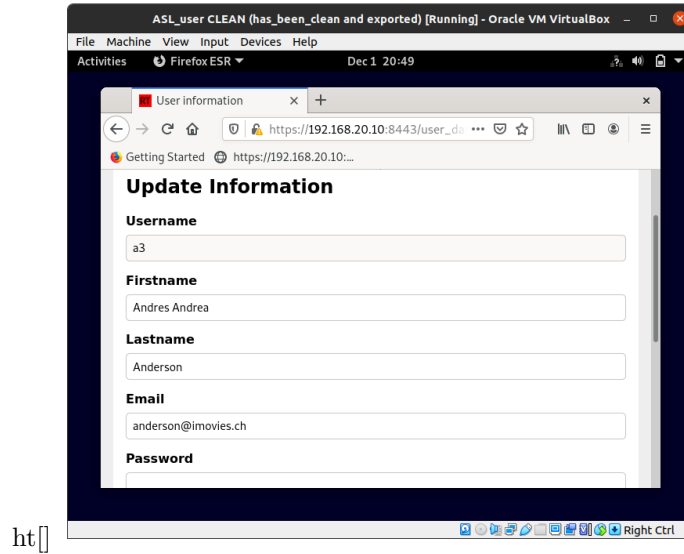 ASL_user CLEAN (has_been_clean and exported) [Running] - Oracle VM VirtualBox
File Machine View Input Devices Help
Activities Firefox ESR Dec 1 20:49
User information
https://192.168.20.10:8443/user_da
Getting Started https://192.168.20.10:...
Update Information
Username
a3
Firstname
Andres Andrea
Lastname
Anderson
Email
anderson@imovies.ch
Password
ht[]
Right Ctrl